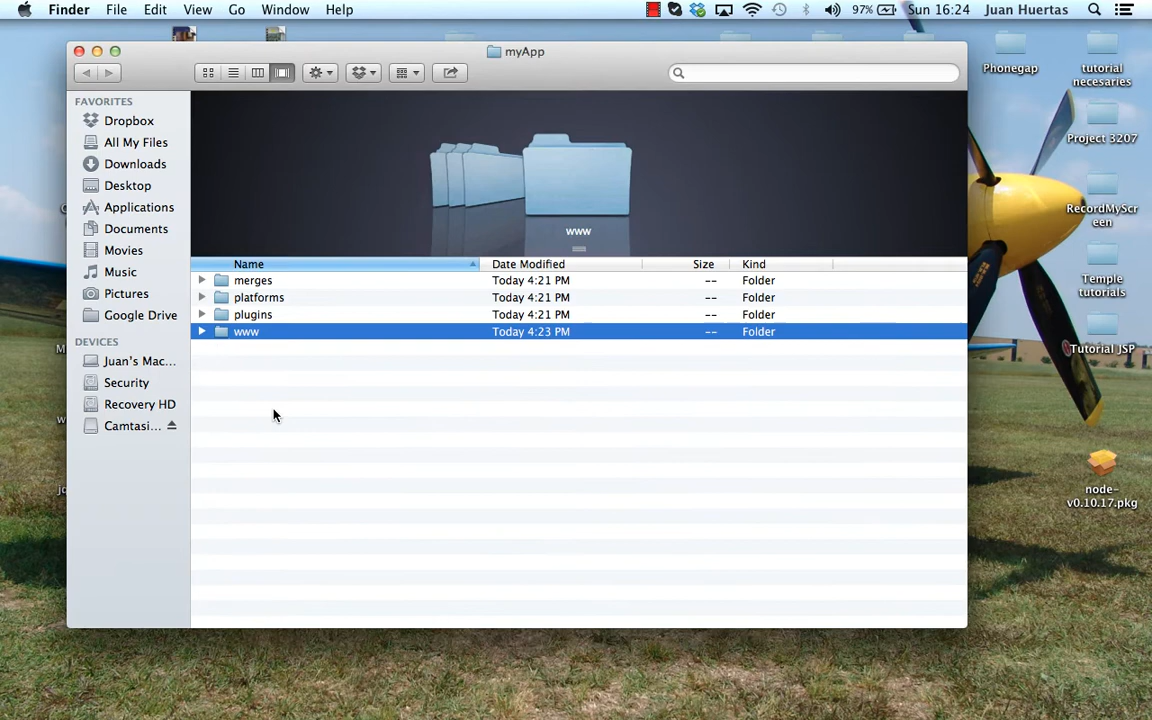 Finder File Edit View Go Window Help 97% Sun 16:24 Juan Huertas
myApp
FAVORITES
Dropbox
All My Files
Downloads
Desktop
Applications
Documents
Movies
Music
Pictures
Google Drive
DEVICES
Juan's Mac...
Security
Recovery HD
Camtasi...
www
Name Date Modified Size Kind
merges Today 4:21 PM -- Folder
platforms Today 4:21 PM -- Folder
plugins Today 4:21 PM -- Folder
www Today 4:23 PM -- Folder
Phonegap
tutorial
necesaries
Project 3207
RecordMyScr
een
Temple
tutorials
Tutorial JSP
node-
v0.10.17.pkg